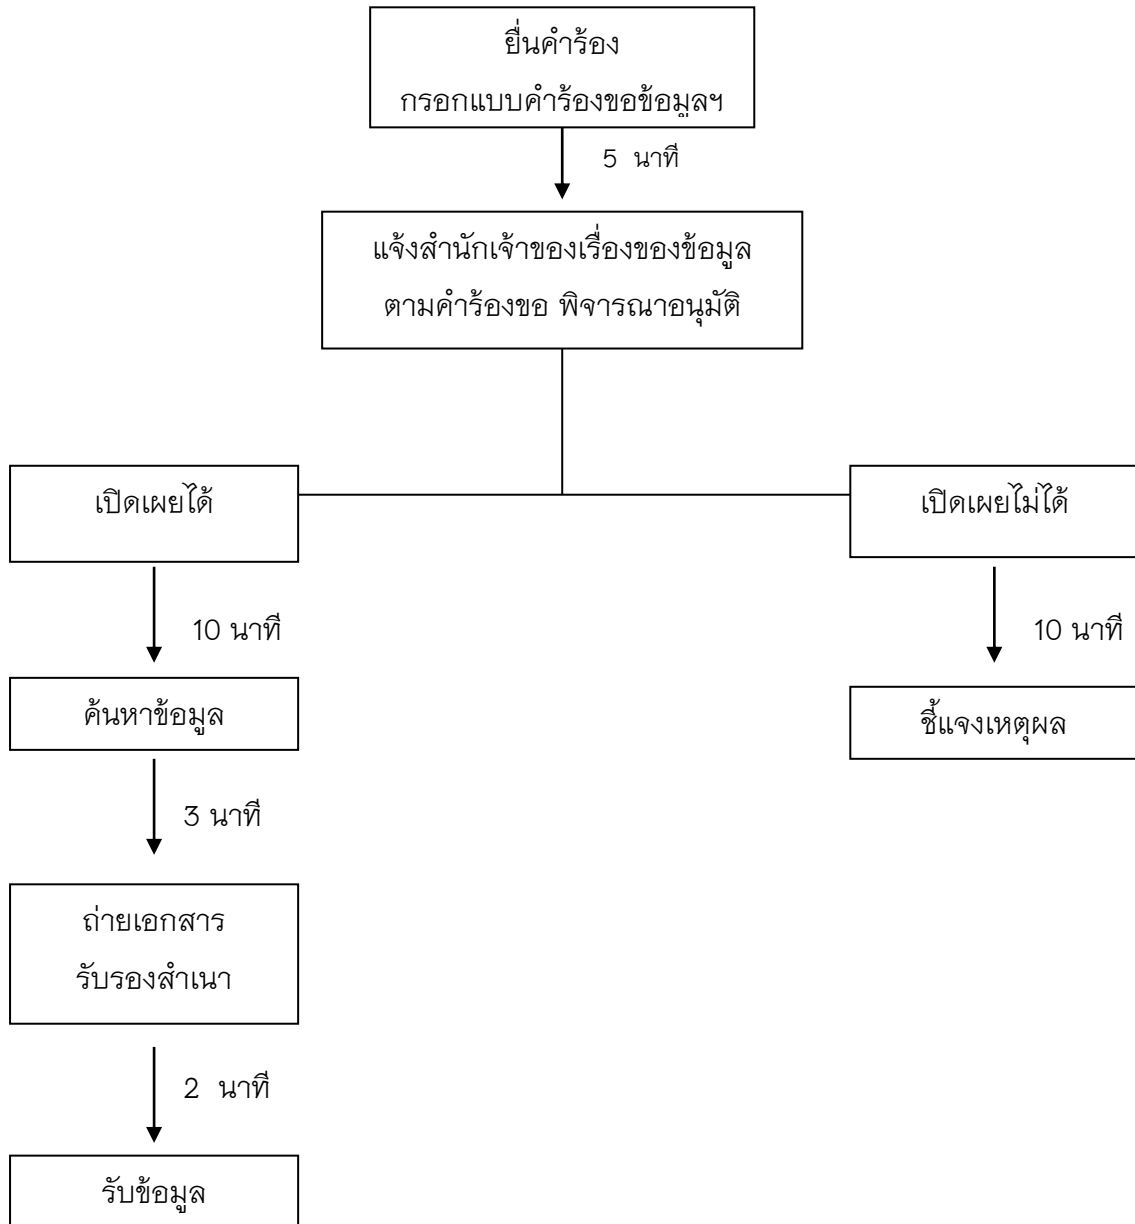 ยื่นคำร้อง
กรอกแบบคำร้องขอข้อมูลฯ
5 นาที
แจ้งสำนักเจ้าของเรื่องของข้อมูล
ตามคำร้องขอ พิจารณาอนุมัติ
เปิดเผยได้
เปิดเผยไม่ได้
10 นาที
10 นาที
ค้นหาข้อมูล
ชี้แจงเหตุผล
3 นาที
ถ่ายเอกสาร
รับรองสำเนา
2 นาที
รับข้อมูล